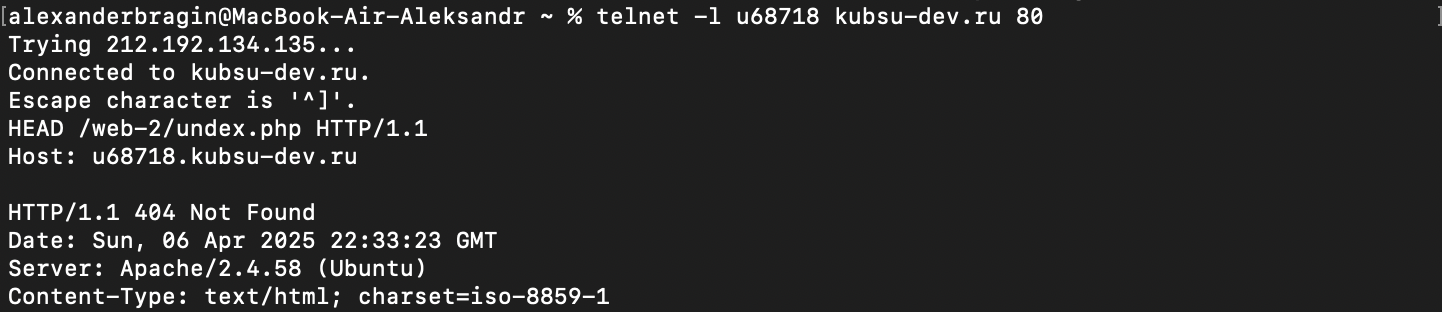 [alexanderbragin@MacBook-Air-Aleksandr ~ % telnet -l u68718 kubsu-dev.ru 80 ]
Trying 212.192.134.135...
Connected to kubsu-dev.ru.
Escape character is '^]'.
HEAD /web-2/undex.php HTTP/1.1
Host: u68718.kubsu-dev.ru

HTTP/1.1 404 Not Found
Date: Sun, 06 Apr 2025 22:33:23 GMT
Server: Apache/2.4.58 (Ubuntu)
Content-Type: text/html; charset=iso-8859-1